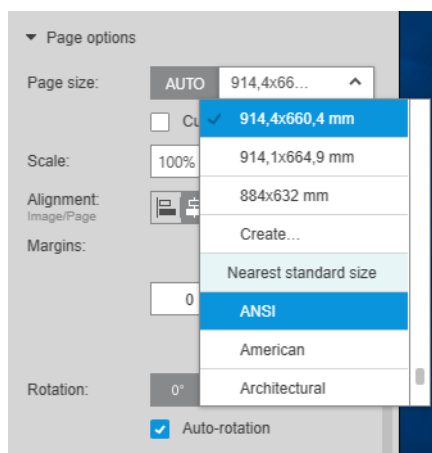 Page options
Page size: AUTO 914,4x66...
Cu 914,4x660,4 mm
914,1x664,9 mm
Scale: 100%
884x632 mm
Alignment:
Image/Page
Create...
Margins:
Nearest standard size
0 ANSI
American
Rotation: 0° Architectural
Auto-rotation